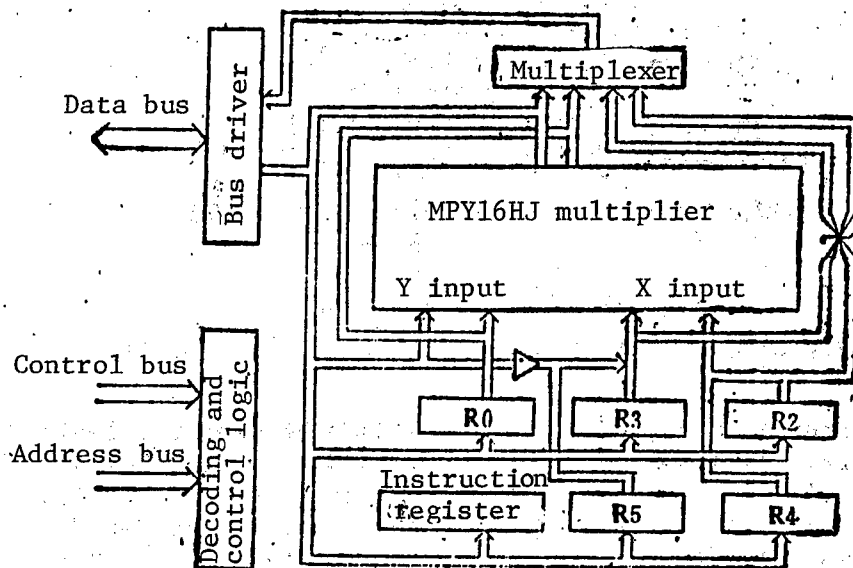 Multiplexer
Data bus
Bus driver
MPY16HJ multiplier
Y input
X input
Control bus
Decoding and
control logic
R0
R3
R2
Address bus
Instruction
register
R5
R4